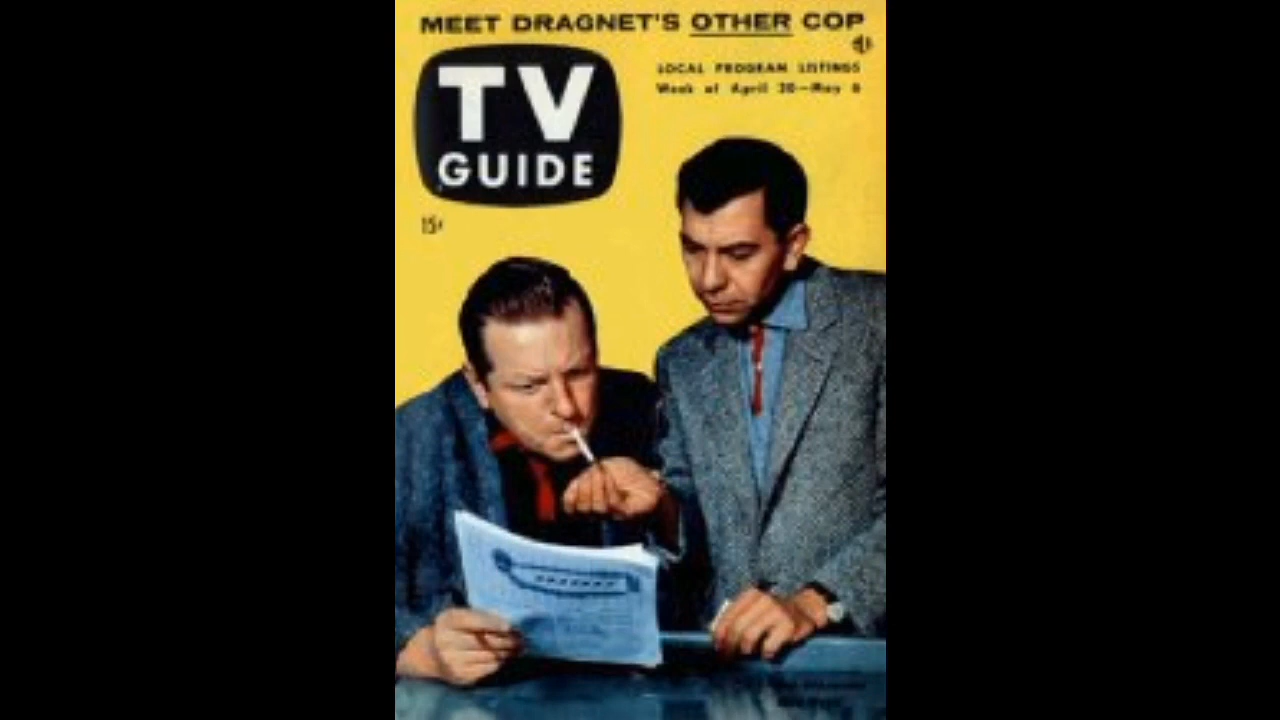 MEET DRAGNET'S OTHER COP
TV
GUIDE
LOCAL PROGRAM LISTINGS
Week of April 30—May 6
15¢